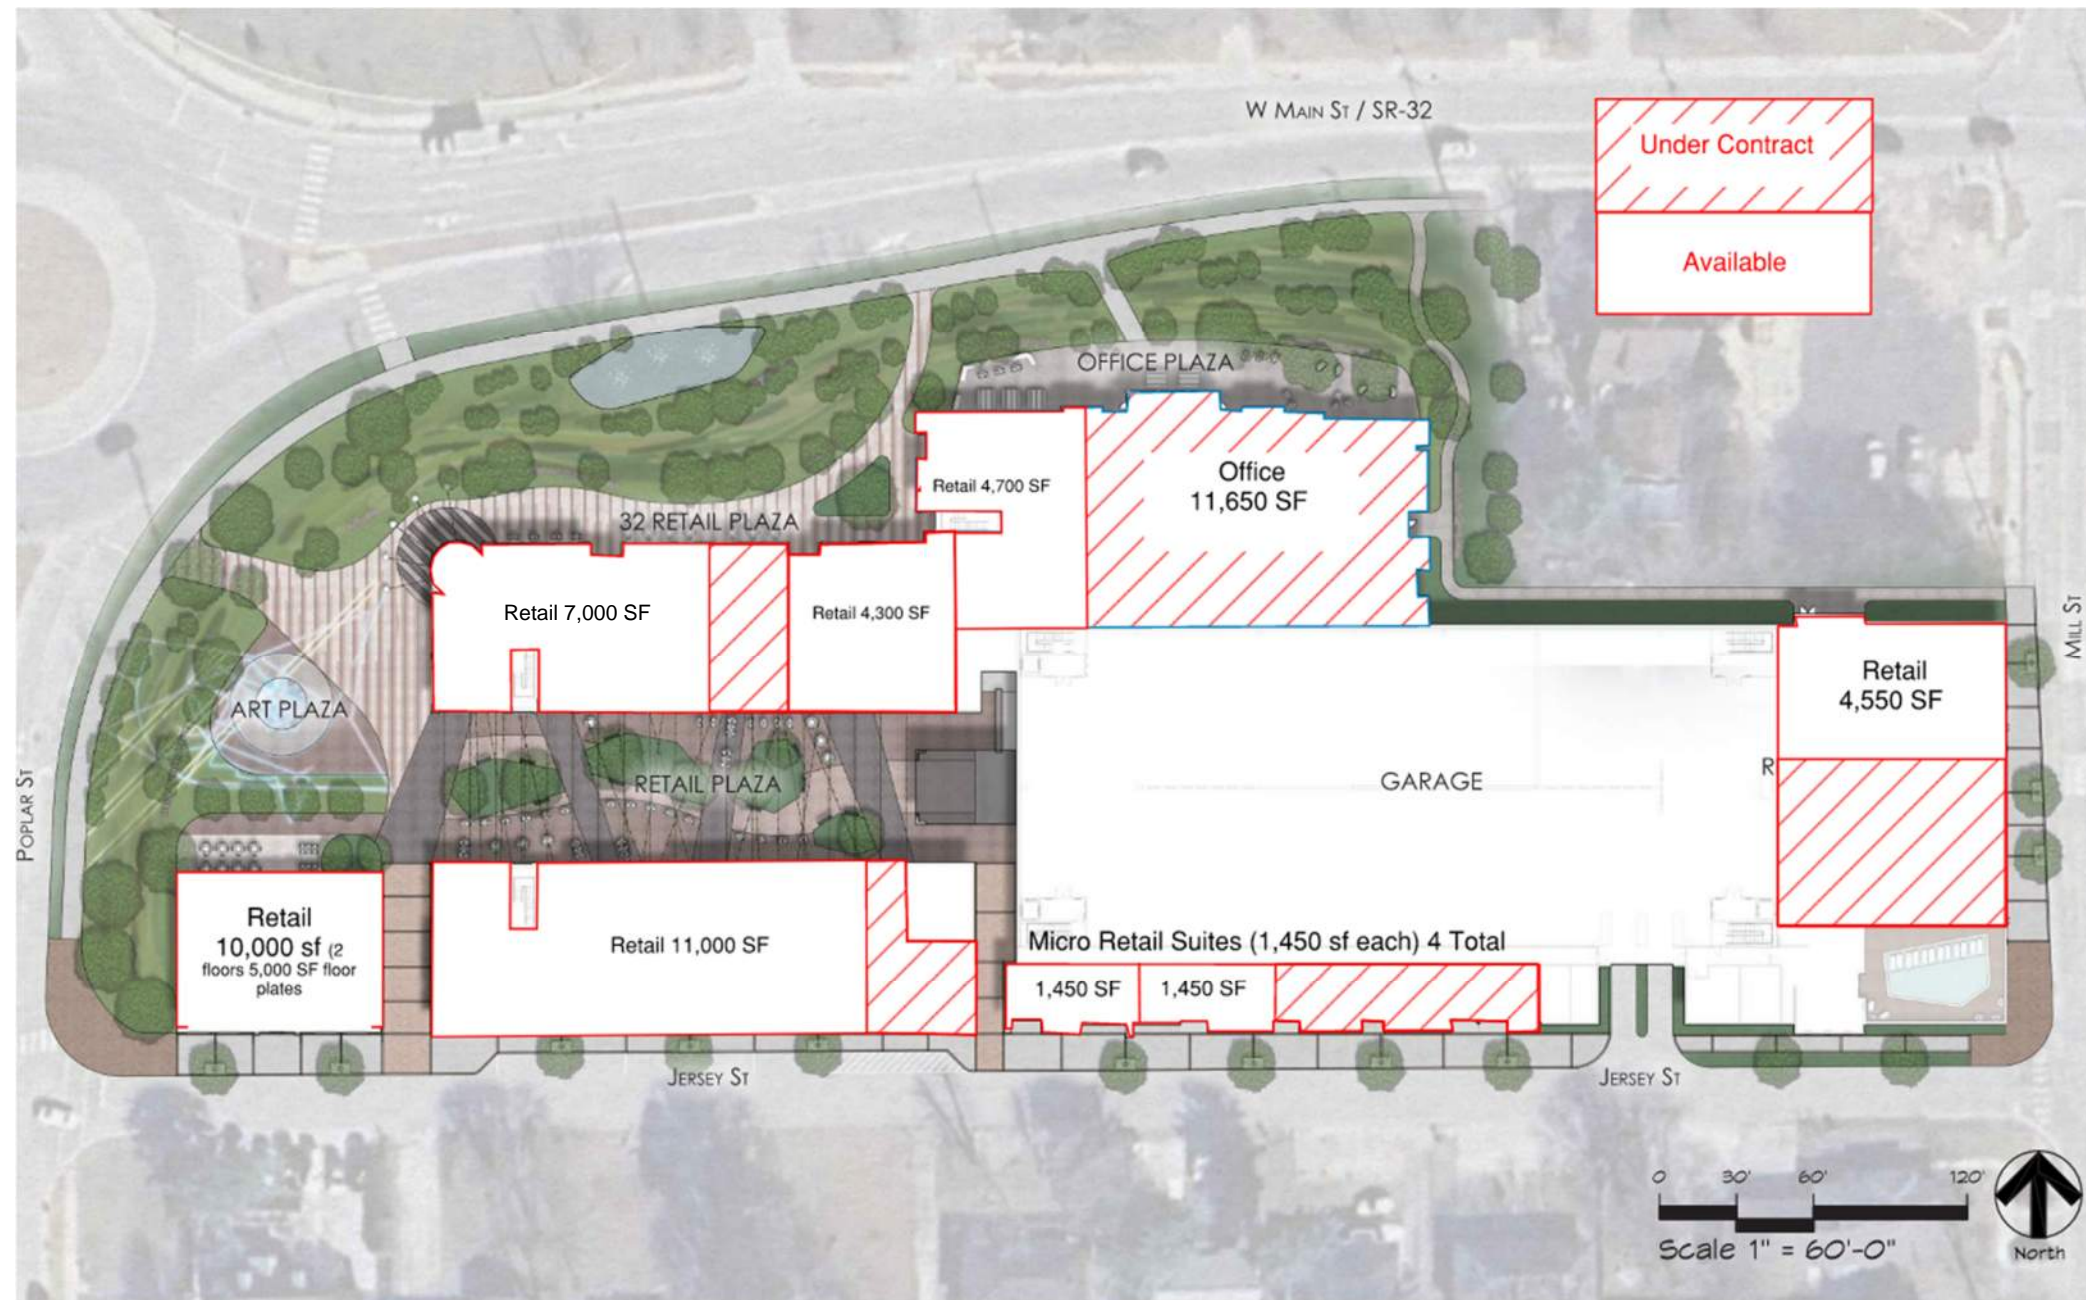 W MAIN ST / SR-32
Under Contract
Available
OFFICE PLAZA
Office
11,650 SF
Retail 4,700 SF
32 RETAIL PLAZA
Retail 7,000 SF
Retail 4,300 SF
MILL ST
Retail
4,550 SF
ART PLAZA
RETAIL PLAZA
GARAGE
R
POPLAR ST
Retail
10,000 sf (2
floors 5,000 SF floor
plates
Retail 11,000 SF
Micro Retail Suites (1,450 sf each) 4 Total
1,450 SF
1,450 SF
JERSEY ST
JERSEY ST
0 30' 60' 120'
Scale 1" = 60'-0"
North